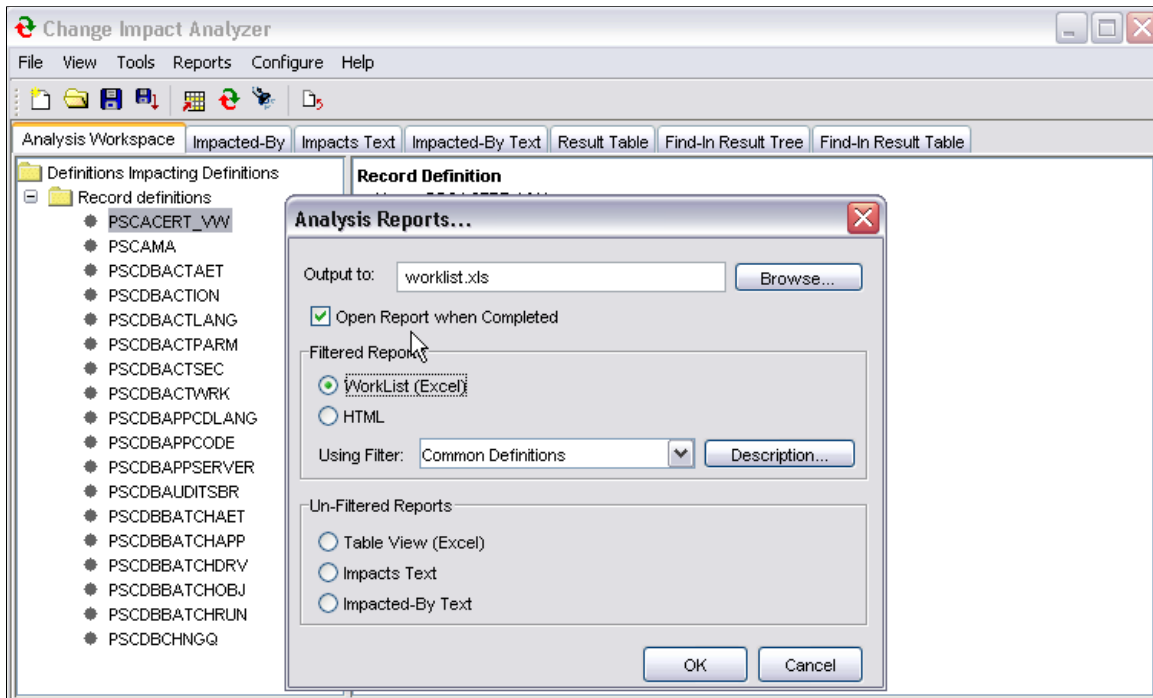 Change Impact Analyzer
File View Tools Reports Configure Help
Analysis Workspace Impacted-By Impacts Text Impacted-By Text Result Table Find-In Result Tree Find-In Result Table
Definitions Impacting Definitions
Record definitions
PSCACERT_VW
PSCAMA
PSCDBACTAET
PSCDBACTION
PSCDBACTLANG
PSCDBACTPARM
PSCDBACTSEC
PSCDBACTWRK
PSCDBAPPCDLANG
PSCDBAPPCODE
PSCDBAPPSERVER
PSCDBAUDITSBR
PSCDBBATCHAET
PSCDBBATCHAPP
PSCDBBATCHDRV
PSCDBBATCHOBJ
PSCDBBATCHRUN
PSCDBCHNGQ
Record Definition
Analysis Reports...
Output to: worklist.xls Browse...
Open Report when Completed
Filtered Reports
WorkList (Excel)
HTML
Using Filter: Common Definitions Description...
Un-Filtered Reports
Table View (Excel)
Impacts Text
Impacted-By Text
OK Cancel